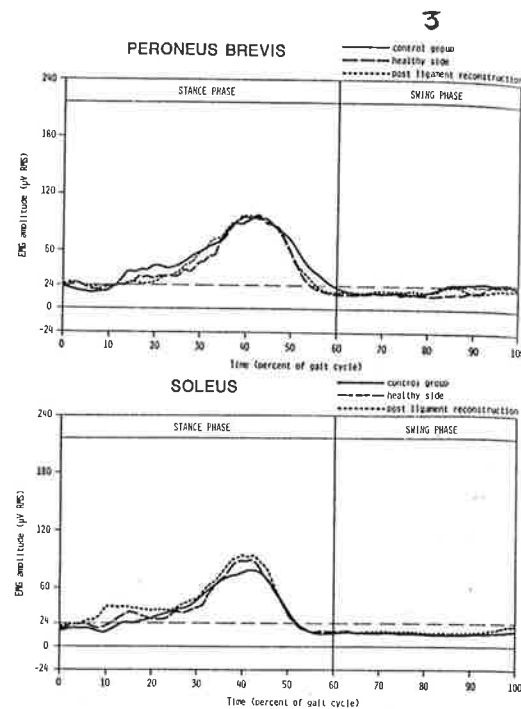 3
PERONEUS BREVIS
control group
healthy side
post ligament reconstruction
240
STANCE PHASE
SWING PHASE
180
120
50
24
0
-24
EMG amplitude (µV RMS)
0 10 20 30 40 50 60 70 80 90 100
Time (percent of gait cycle)
SOLEUS
control group
healthy side
post ligament reconstruction
240
STANCE PHASE
SWING PHASE
180
120
60
24
0
-24
EMG amplitude (µV RMS)
0 10 20 30 40 50 60 70 80 90 100
Time (percent of gait cycle)